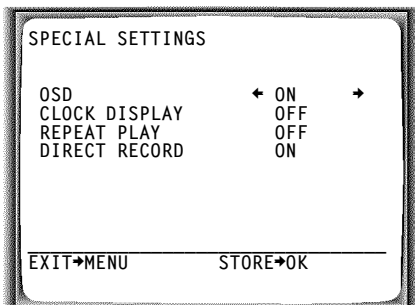 SPECIAL SETTINGS
OSD ← ON →
CLOCK DISPLAY OFF
REPEAT PLAY OFF
DIRECT RECORD ON
EXIT→MENU STORE→OK